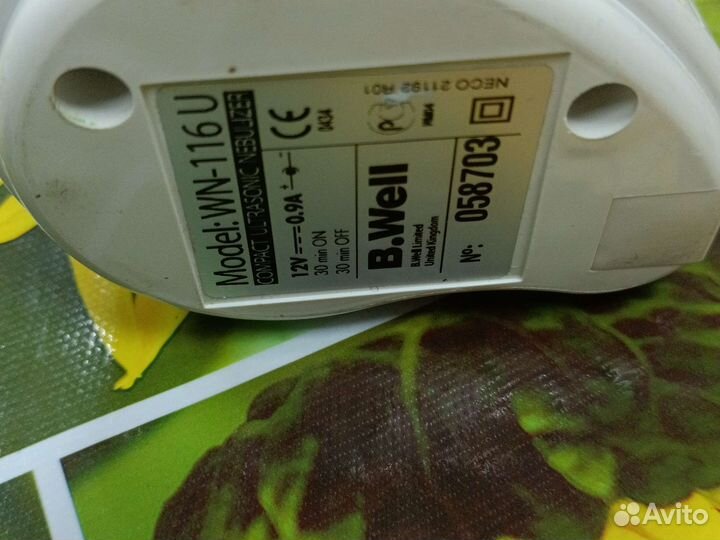 Model: WN-116 U
COMPACT ULTRASONIC NEBULIZER
12V 0.9A
30 min ON
30 min OFF
CE
0434
NECO 21192 R01
B.Well
B.Well Limited
United Kingdom
№: 058703
Avito